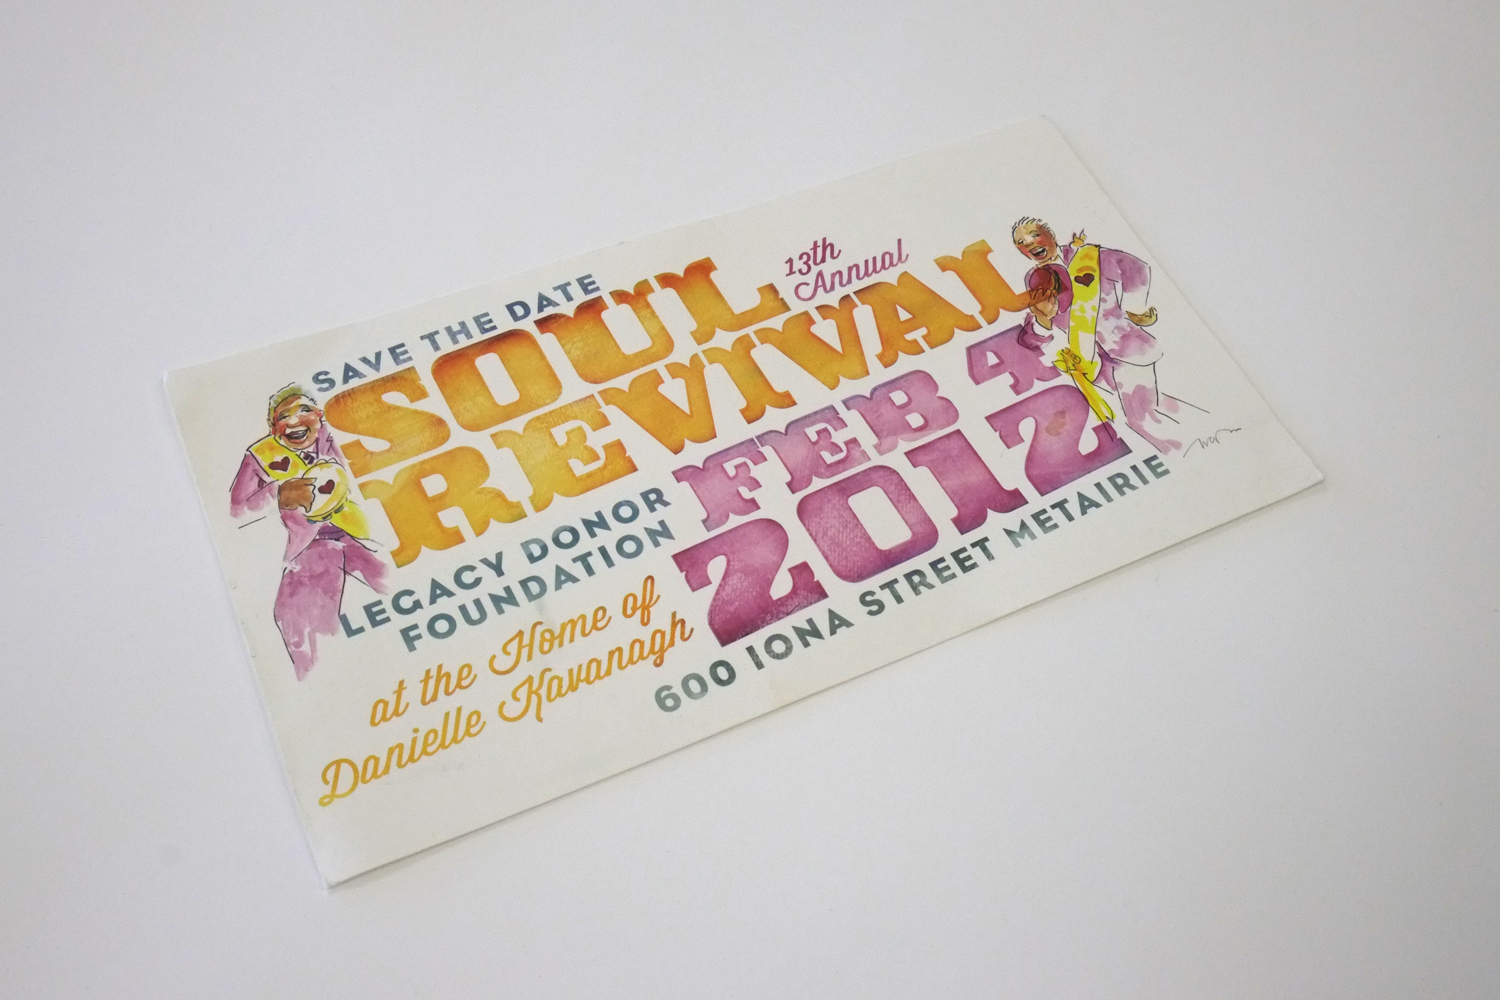 SAVE THE DATE
SOUL
13th
Annual
REVIVAL
FEB 4
2012
LEGACY DONOR
FOUNDATION
at the Home of
Danielle Kavanagh
600 IONA STREET METAIRIE